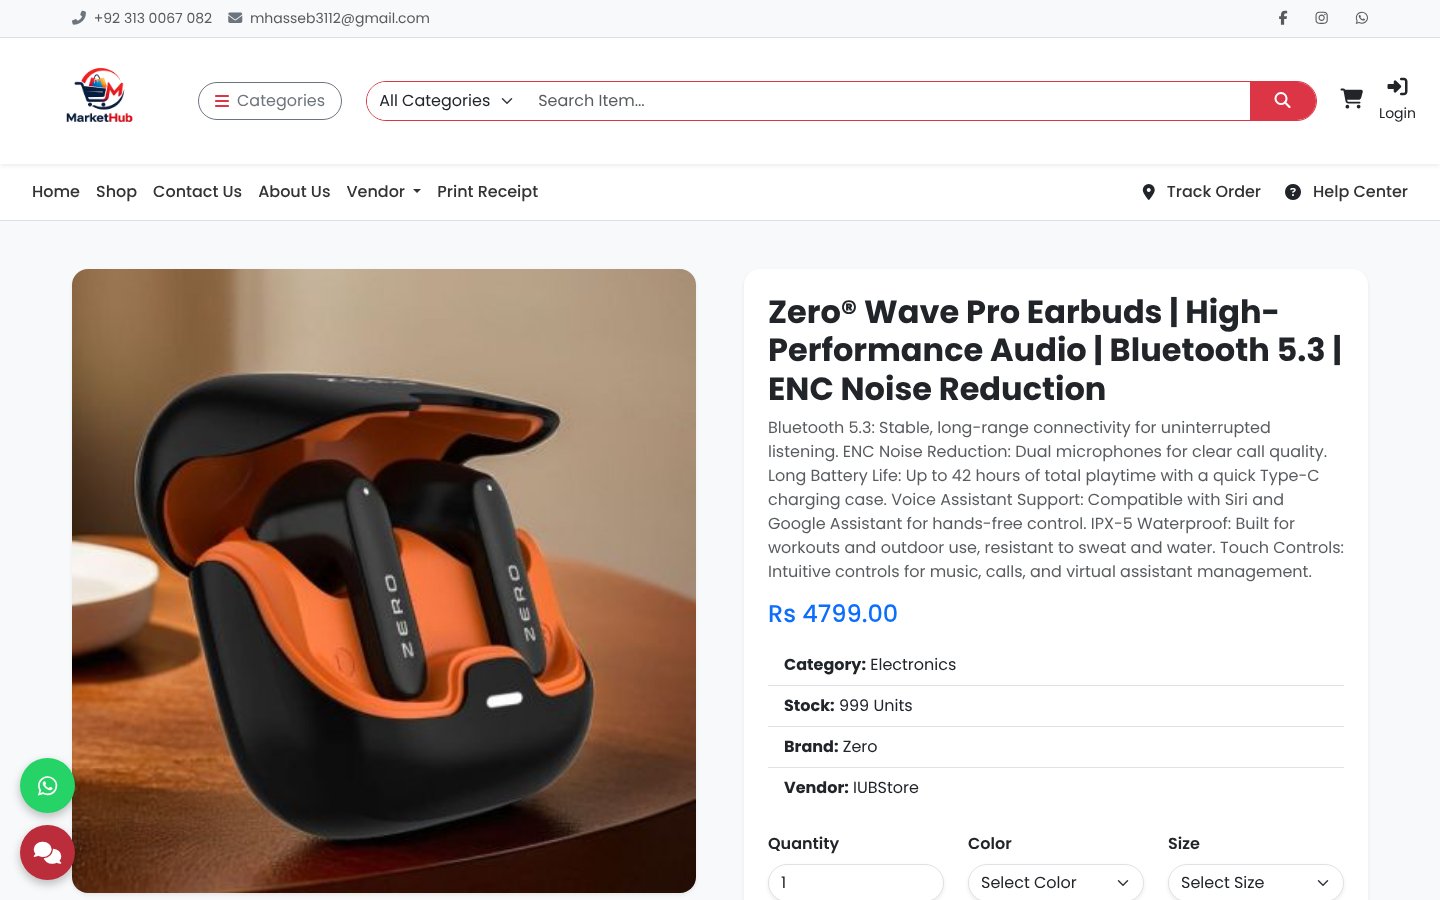 +92 313 0067 082
mhasseb3112@gmail.com
MarketHub
Categories
All Categories
Search Item...
Login
Home
Shop
Contact Us
About Us
Vendor
Print Receipt
Track Order
Help Center
ZERO
ZERO
Zero® Wave Pro Earbuds | High-
Performance Audio | Bluetooth 5.3 |
ENC Noise Reduction
Bluetooth 5.3: Stable, long-range connectivity for uninterrupted
listening. ENC Noise Reduction: Dual microphones for clear call quality.
Long Battery Life: Up to 42 hours of total playtime with a quick Type-C
charging case. Voice Assistant Support: Compatible with Siri and
Google Assistant for hands-free control. IPX-5 Waterproof: Built for
workouts and outdoor use, resistant to sweat and water. Touch Controls:
Intuitive controls for music, calls, and virtual assistant management.
Rs 4799.00
Category: Electronics
Stock: 999 Units
Brand: Zero
Vendor: IUBStore
Quantity
Color
Size
1
Select Color
Select Size